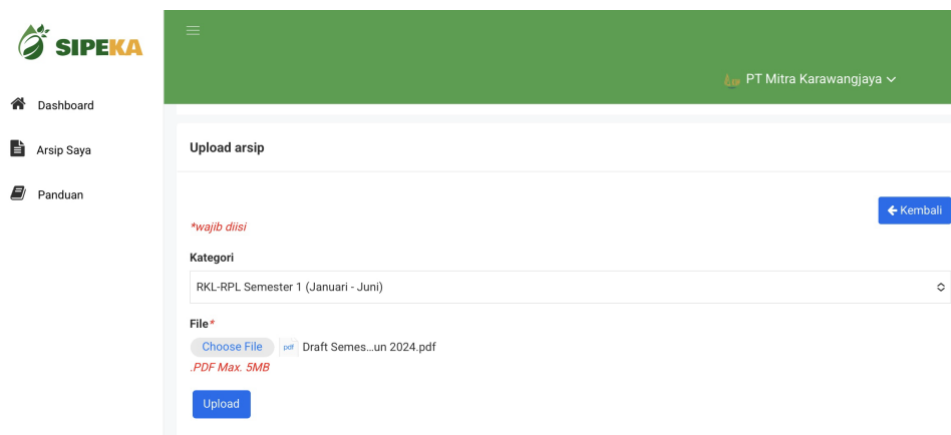 SIPEKA
PT Mitra Karawangjaya
Dashboard
Arsip Saya
Panduan
Upload arsip
Kembali
*wajib diisi
Kategori
RKL-RPL Semester 1 (Januari - Juni)
File*
Choose File pdf Draft Semes...un 2024.pdf
.PDF Max. 5MB
Upload